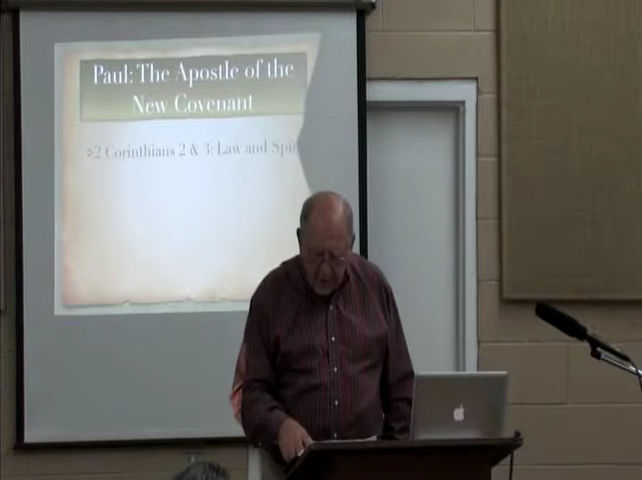 Paul: The Apostle of the
New Covenant
2 Corinthians 2 & 3: Law and Spi